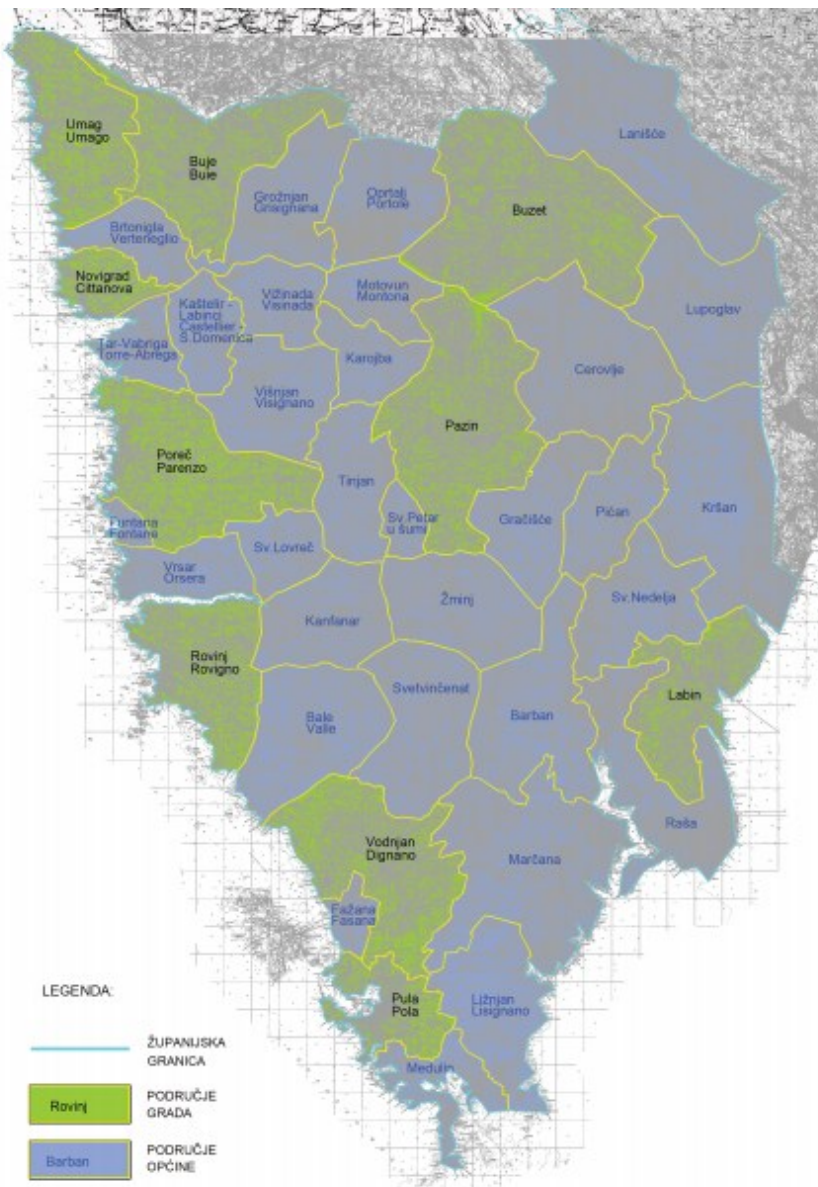 Umag
Umago
Buje
Buie
Lanišće
Grožnjan
Grisignana
Oprtalj
Portole
Buzet
Brtonigla
Verteneglio
Novigrad
Cittanova
Kaštelir -
Labinci
Castellier -
S.Domenica
Vižinada
Visinada
Motovun
Montona
Lupoglav
Tar-Vabriga
Torre-Abrega
Karojba
Cerovlje
Višnjan
Visignano
Pazin
Poreč
Parenzo
Tinjan
Sv.Petar
u šumi
Gračišće
Pićan
Kršan
Funtana
Fontane
Sv.Lovreč
Vrsar
Orsera
Žminj
Sv.Nedelja
Kanfanar
Rovinj
Rovigno
Svetvinčenat
Labin
Bale
Valle
Barban
Raša
Vodnjan
Dignano
Marčana
Fažana
Fasana
LEGENDA:
Pula
Pola
Ližnjan
Lisignano
ŽUPANIJSKA
GRANICA
Medulin
Rovinj
PODRUČJE
GRADA
Barban
PODRUČJE
OPĆINE